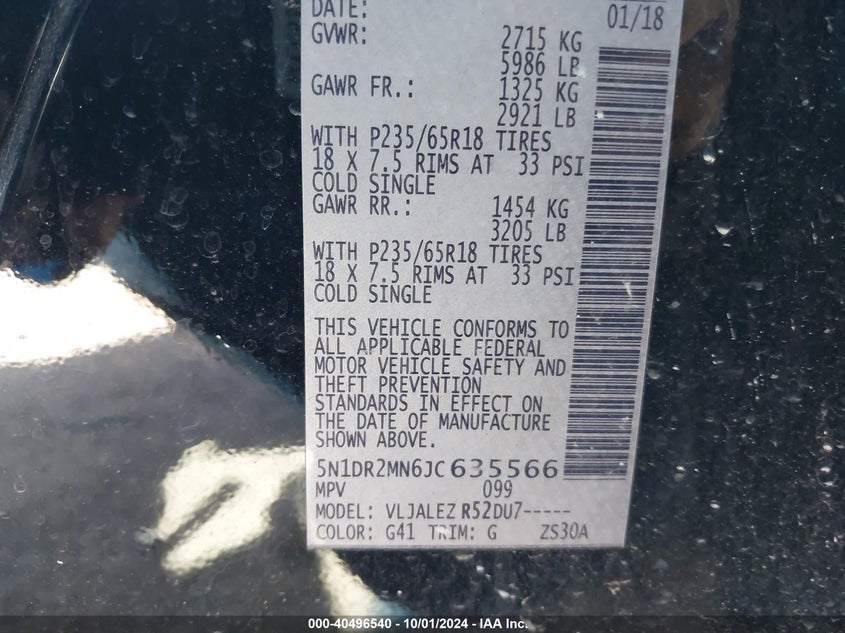 DATE: 01/18
GVWR: 2715 KG
5986 LB
GAWR FR.: 1325 KG
2921 LB
WITH P235/65R18 TIRES
18 X 7.5 RIMS AT 33 PSI
COLD SINGLE
GAWR RR.: 1454 KG
3205 LB
WITH P235/65R18 TIRES
18 X 7.5 RIMS AT 33 PSI
COLD SINGLE
THIS VEHICLE CONFORMS TO
ALL APPLICABLE FEDERAL
MOTOR VEHICLE SAFETY AND
THEFT PREVENTION
STANDARDS IN EFFECT ON
THE DATE OF MANUFACTURE
SHOWN ABOVE.
5N1DR2MN6JC635566
MPV 099
MODEL: VLJALEZ R52DU7-----
COLOR: G41 TRIM: G ZS30A
000-40496540 - 10/01/2024 - IAA Inc.